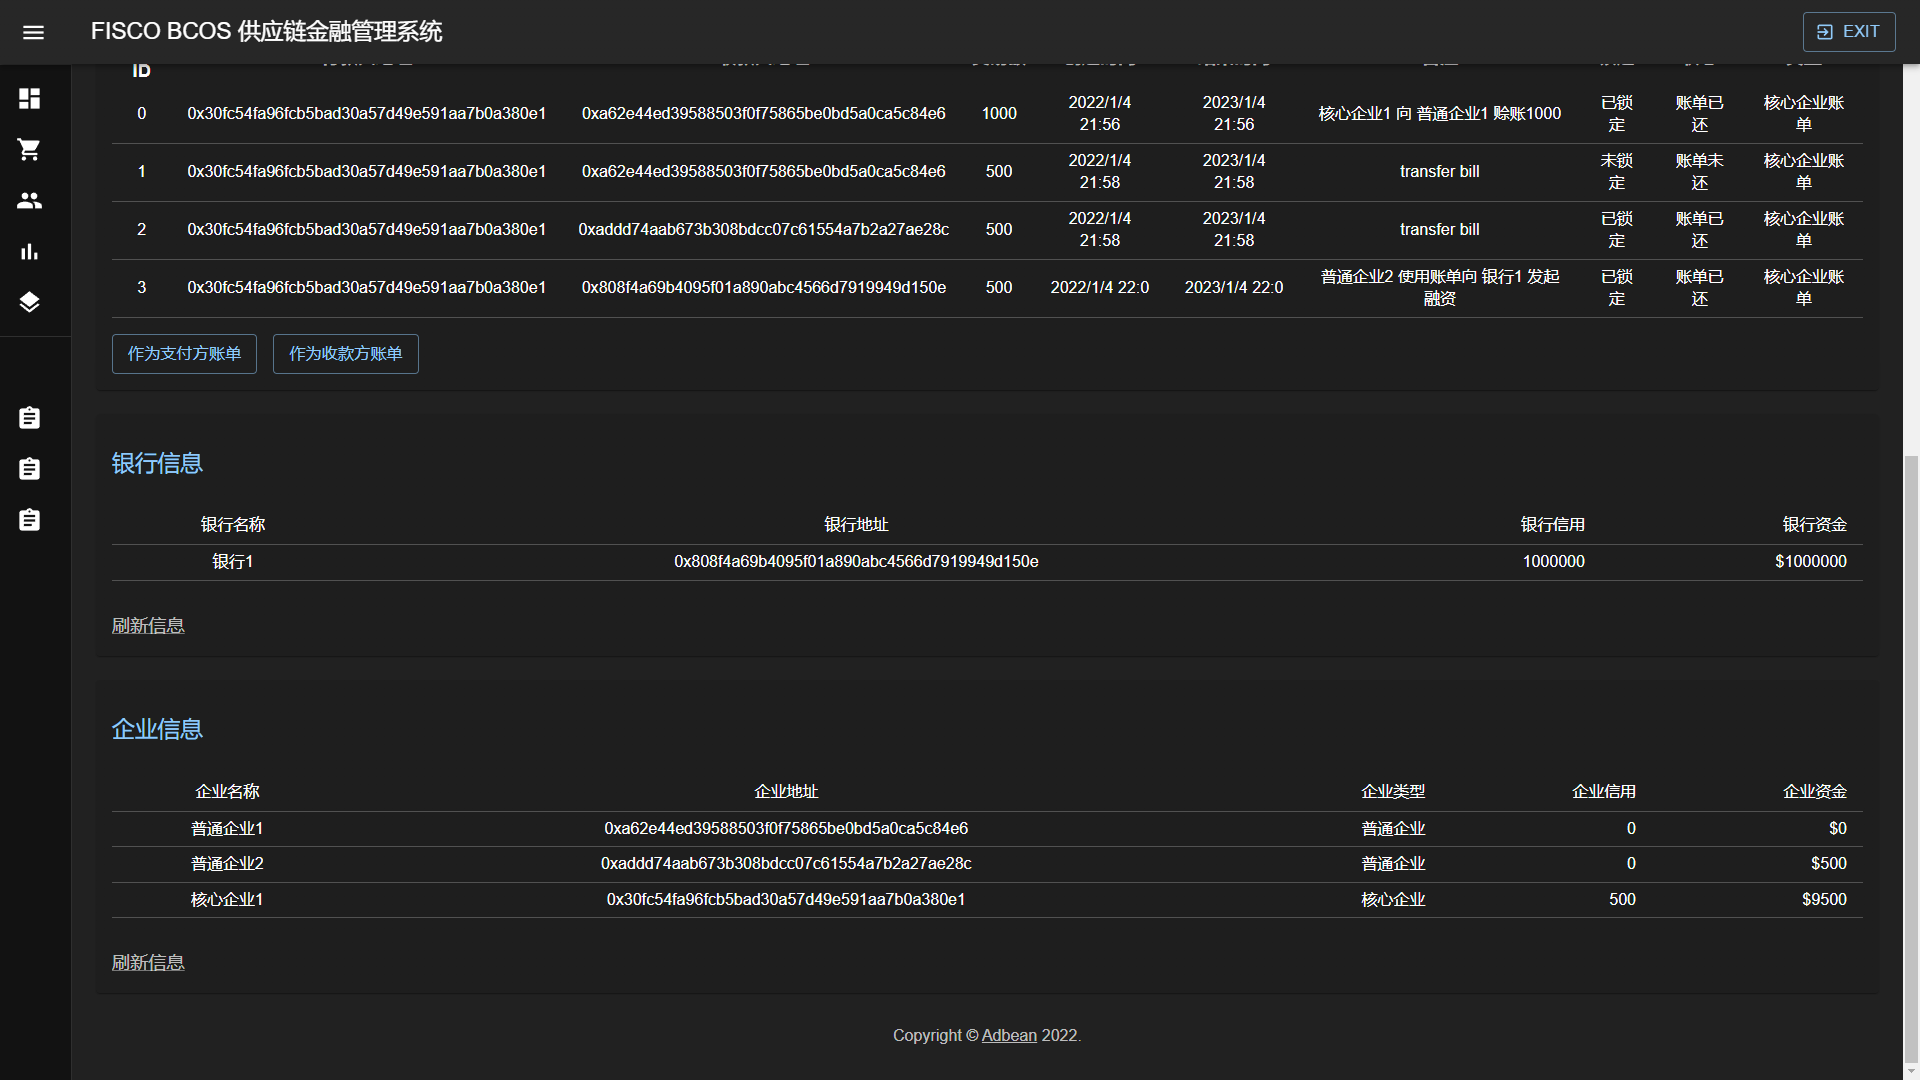 FISCO BCOS 供应链金融管理系统
EXIT
ID
0 0x30fc54fa96fcb5bad30a57d49e591aa7b0a380e1 0xa62e44ed39588503f0f75865be0bd5a0ca5c84e6 1000 2022/1/4 21:56 2023/1/4 21:56 核心企业1 向 普通企业1 赊账1000 已锁定 账单已还 核心企业账单
1 0x30fc54fa96fcb5bad30a57d49e591aa7b0a380e1 0xa62e44ed39588503f0f75865be0bd5a0ca5c84e6 500 2022/1/4 21:58 2023/1/4 21:58 transfer bill 未锁定 账单未还 核心企业账单
2 0x30fc54fa96fcb5bad30a57d49e591aa7b0a380e1 0xaddd74aab673b308bdcc07c61554a7b2a27ae28c 500 2022/1/4 21:58 2023/1/4 21:58 transfer bill 已锁定 账单已还 核心企业账单
3 0x30fc54fa96fcb5bad30a57d49e591aa7b0a380e1 0x808f4a69b4095f01a890abc4566d7919949d150e 500 2022/1/4 22:0 2023/1/4 22:0 普通企业2 使用账单向 银行1 发起融资 已锁定 账单已还 核心企业账单
作为支付方账单 作为收款方账单
银行信息
银行名称 银行地址 银行信用 银行资金
银行1 0x808f4a69b4095f01a890abc4566d7919949d150e 1000000 $1000000
刷新信息
企业信息
企业名称 企业地址 企业类型 企业信用 企业资金
普通企业1 0xa62e44ed39588503f0f75865be0bd5a0ca5c84e6 普通企业 0 $0
普通企业2 0xaddd74aab673b308bdcc07c61554a7b2a27ae28c 普通企业 0 $500
核心企业1 0x30fc54fa96fcb5bad30a57d49e591aa7b0a380e1 核心企业 500 $9500
刷新信息
Copyright © Adbean 2022.